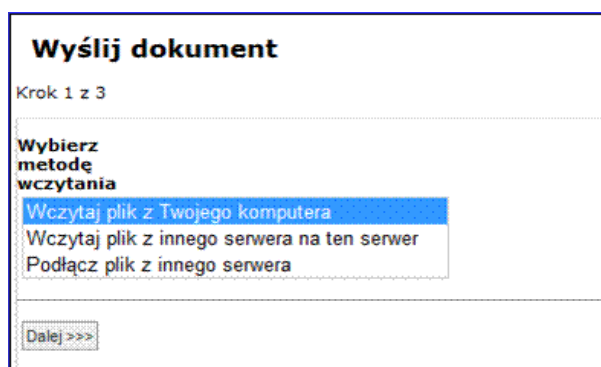 Wyślij dokument
Krok 1 z 3
Wybierz
metodę
wczytania
Wczytaj plik z Twojego komputera
Wczytaj plik z innego serwera na ten serwer
Podłącz plik z innego serwera
Dalej >>>